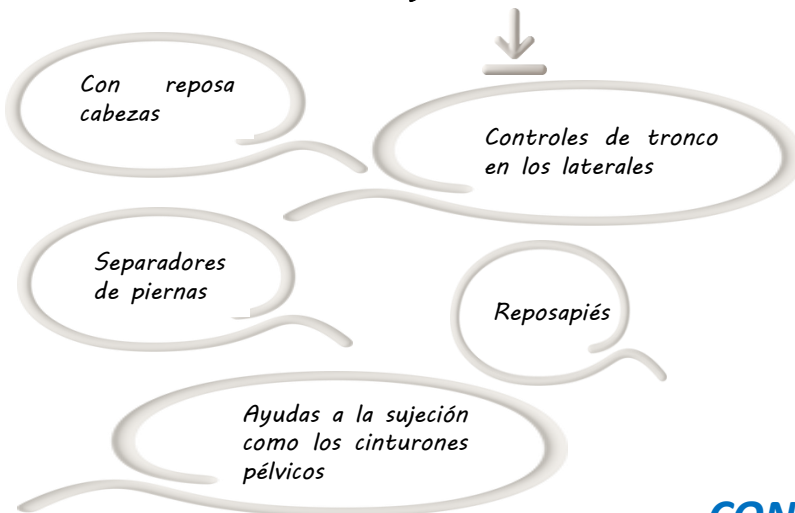 Con reposa
cabezas
Controles de tronco
en los laterales
Separadores
de piernas
Reposapiés
Ayudas a la sujeción
como los cinturones
pélvicos